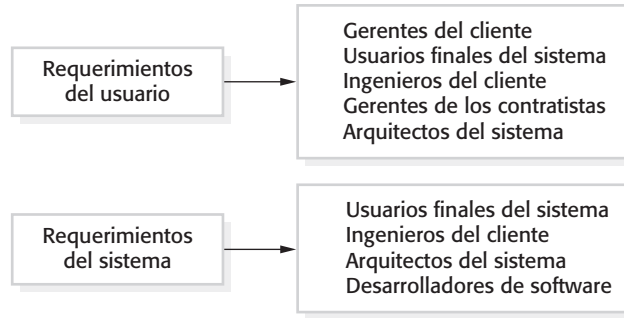 Requerimientos
del usuario
Gerentes del cliente
Usuarios finales del sistema
Ingenieros del cliente
Gerentes de los contratistas
Arquitectos del sistema
Requerimientos
del sistema
Usuarios finales del sistema
Ingenieros del cliente
Arquitectos del sistema
Desarrolladores de software